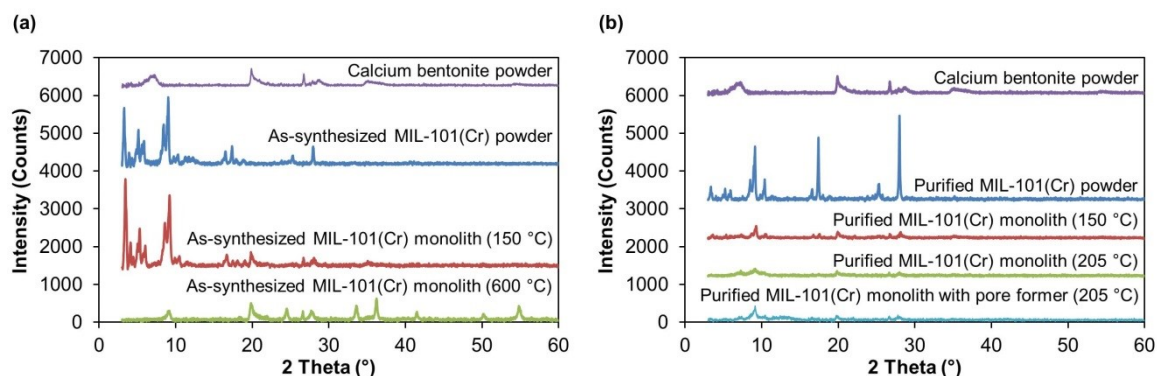 (a)
7000
6000
5000
4000
3000
2000
1000
0
Intensity (Counts)
Calcium bentonite powder
As-synthesized MIL-101(Cr) powder
As-synthesized MIL-101(Cr) monolith (150 °C)
As-synthesized MIL-101(Cr) monolith (600 °C)
0 10 20 30 40 50 60
2 Theta (°)
(b)
7000
6000
5000
4000
3000
2000
1000
0
Intensity (Counts)
Calcium bentonite powder
Purified MIL-101(Cr) powder
Purified MIL-101(Cr) monolith (150 °C)
Purified MIL-101(Cr) monolith (205 °C)
Purified MIL-101(Cr) monolith with pore former (205 °C)
0 10 20 30 40 50 60
2 Theta (°)